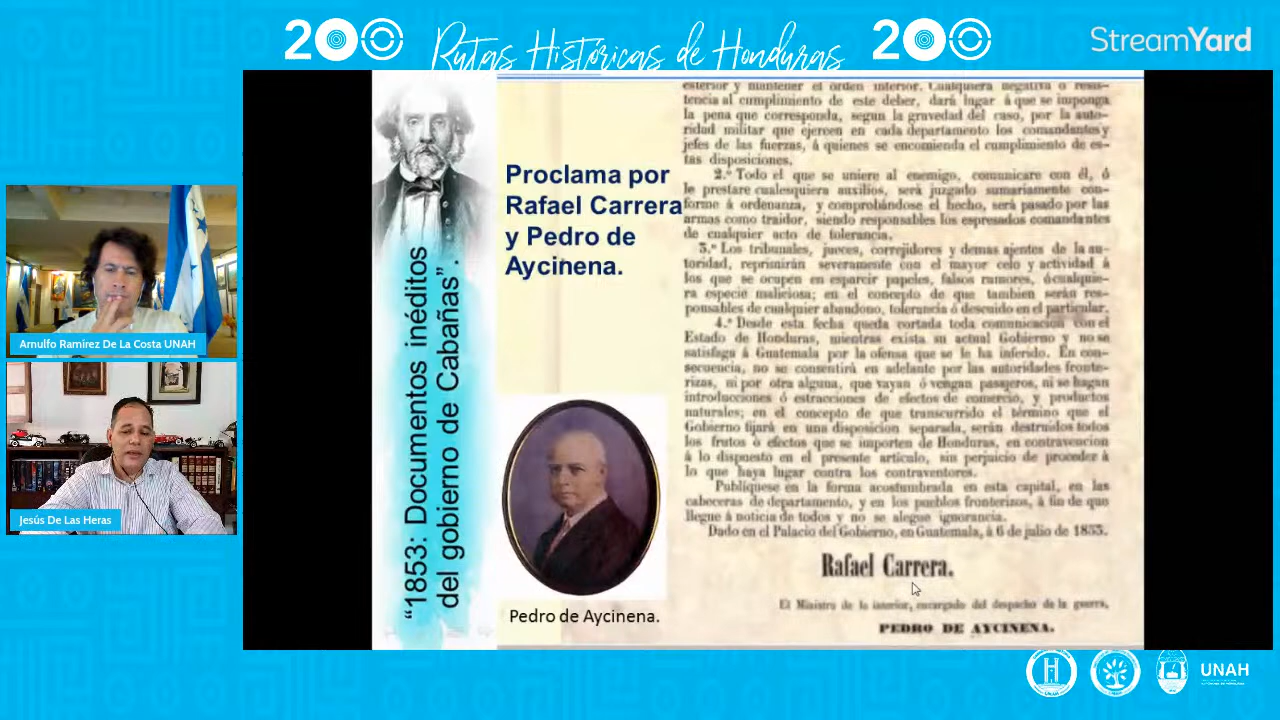 200 Rutas Históricas de Honduras 200
StreamYard
Arnulfo Ramirez De La Costa UNAH
Jesús De Las Heras
“1853: Documentos inéditos
del gobierno de Cabañas”.
Proclama por
Rafael Carrera
y Pedro de
Aycinena.
Pedro de Aycinena.
esterior y mantener el orden interior. Cualquiera negativa ó resis-
tencia al cumplimiento de este deber, dará lugar á que se imponga
la pena que corresponda, segun la gravedad del caso, por la auto-
ridad militar que ejercen en cada departamento los comandantes y
jefes de las fuerzas, á quienes se encomienda el cumplimiento de es-
tas disposiciones.
2.º Todo el que se uniere al enemigo, comunicare con él, ó
le prestare cualesquiera auxilios, será juzgado sumariamente con-
forme á ordenanza, y comprobándose el hecho, será pasado por las
armas como traidor, siendo responsables los espresados comandantes
de cualquier acto de tolerancia.
3.º Los tribunales, jueces, correjidores y demas ajentes de la au-
toridad, reprimirán severamente con el mayor celo y actividad á
los que se ocupen en esparcir papeles, falsos rumores, ócualquie-
ra especie maliciosa; en el concepto de que tambien serán res-
ponsables de cualquier abandono, tolerancia ó descuido en el particular.
4.º Desde esta fecha queda cortada toda comunicacion con el
Estado de Honduras, mientras exista su actual Gobierno y no se
satisfaga á Guatemala por la ofensa que se le ha inferido. En con-
secuencia, no se consentirá en adelante por las autoridades fronte-
rizas, ni por otra alguna, que vayan ó vengan pasajeros, ni se hagan
introducciones ó estracciones de efectos de comercio, y productos
naturales; en el concepto de que transcurrido el término que el
Gobierno fijará en una disposicion separada, serán destruidos todos
los frutos ó efectos que se importen de Honduras, en contravencion
á lo dispuesto en el presente artículo, sin perjuicio de proceder á
lo que haya lugar contra los contraventores.
Publíquese en la forma acostumbrada en esta capital, en las
cabeceras de departamento, y en los pueblos fronterizos, á fin de que
llegue á noticia de todos y no se alegue ignorancia.
Dado en el Palacio del Gobierno, en Guatemala, á 6 de julio de 1853.
Rafael Carrera.
El Ministro de lo interior, encargado del despacho de la guerra,
PEDRO DE AYCINENA.
UNAH